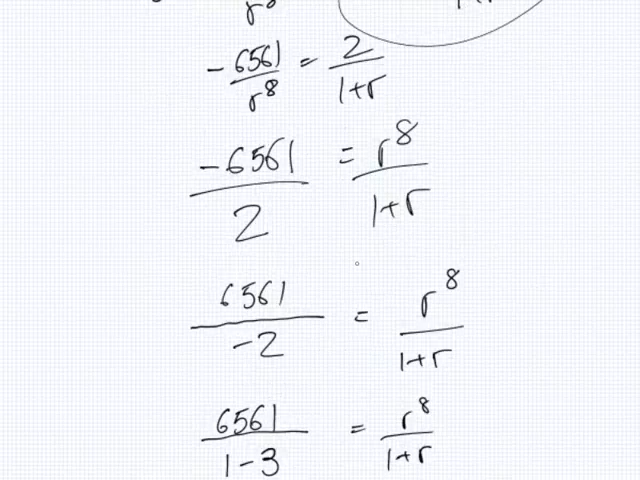 -6561/r^8 = 2/(1+r)
-6561/2 = r^8/(1+r)
6561/-2 = r^8/(1+r)
6561/(1-3) = r^8/(1+r)